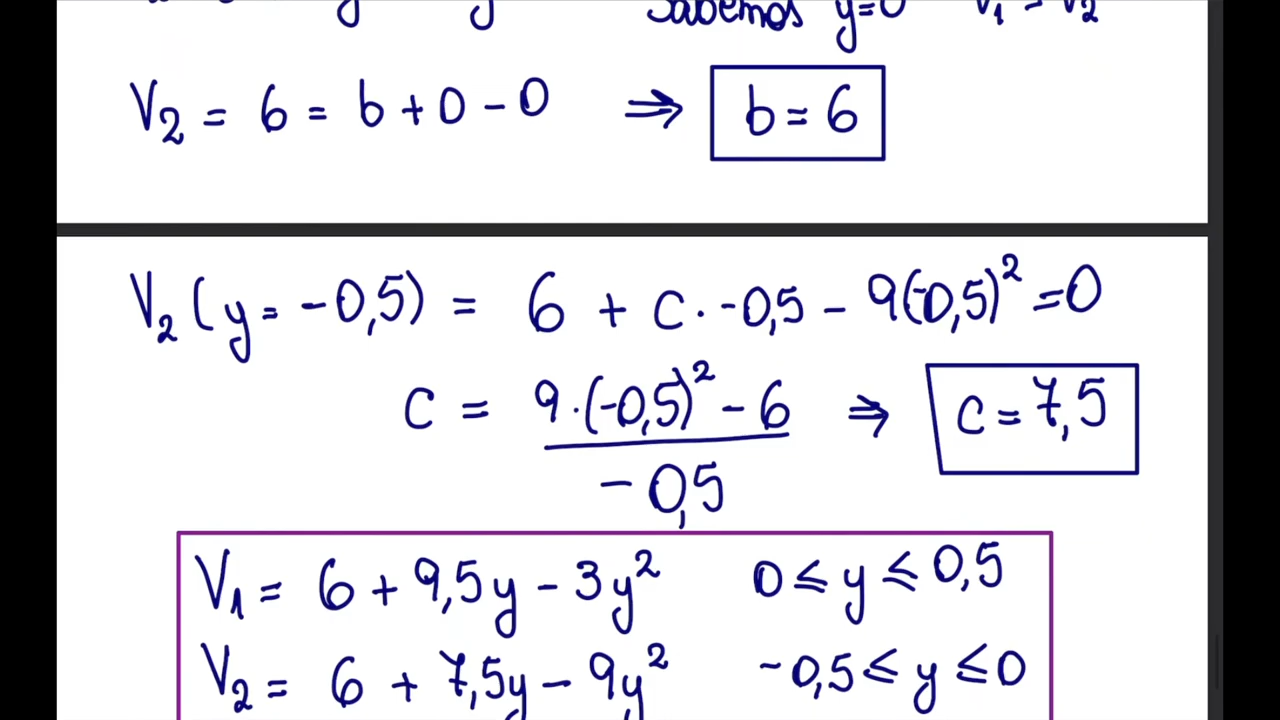 Sabemos y=0 V₁ = V₂
V₂ = 6 = b + 0 - 0 ⇒ b = 6
V₂ (y = -0,5) = 6 + c · -0,5 - 9(-0,5)² = 0
c = 9·(-0,5)² - 6 / -0,5 ⇒ c = 7,5
V₁ = 6 + 9,5y - 3y² 0 ≤ y ≤ 0,5
V₂ = 6 + 7,5y - 9y² -0,5 ≤ y ≤ 0